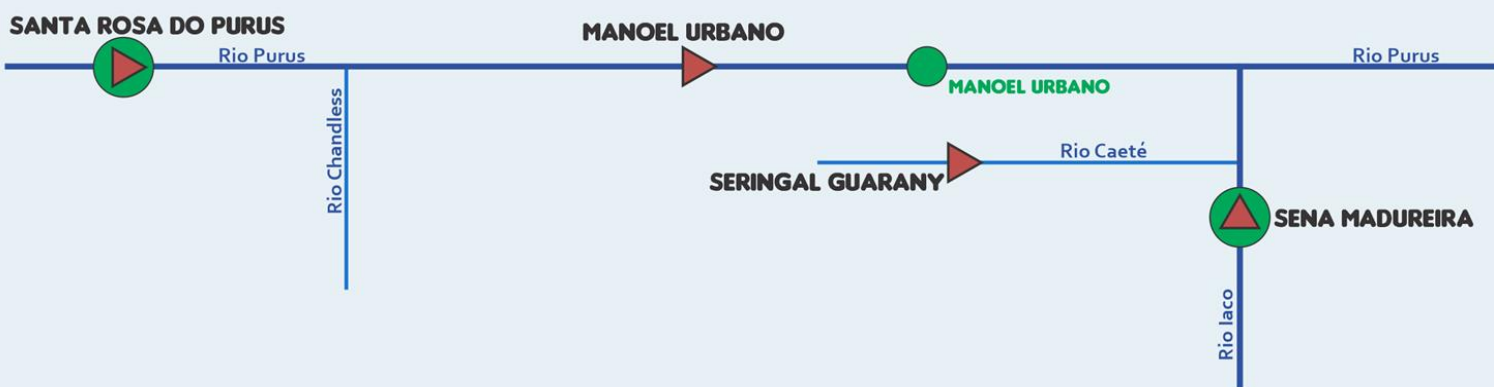 SANTA ROSA DO PURUS
MANOEL URBANO
Rio Purus
Rio Purus
MANOEL URBANO
Rio Chandless
Rio Caeté
SERINGAL GUARANY
SENA MADUREIRA
Rio Iaco